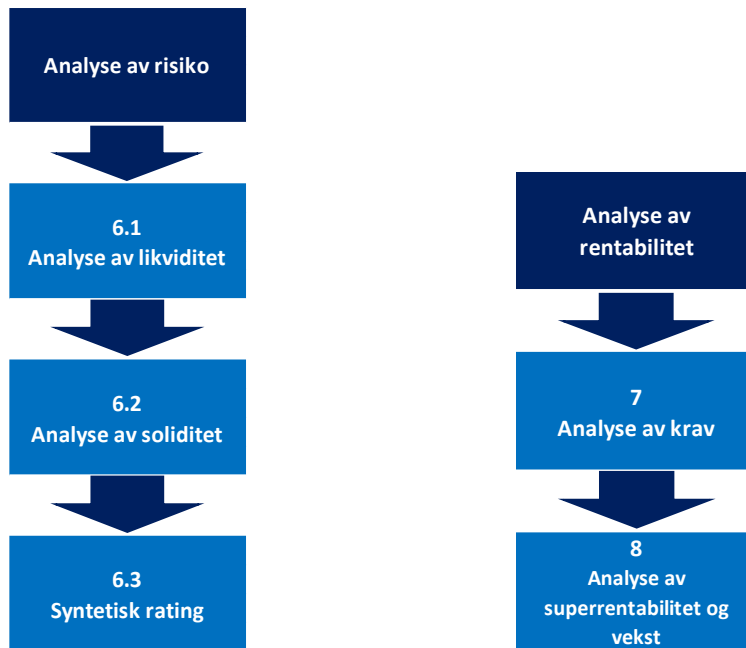 Analyse av risiko
6.1
Analyse av likviditet
6.2
Analyse av soliditet
6.3
Syntetisk rating
Analyse av
rentabilitet
7
Analyse av krav
8
Analyse av
superrentabilitet og
vekst